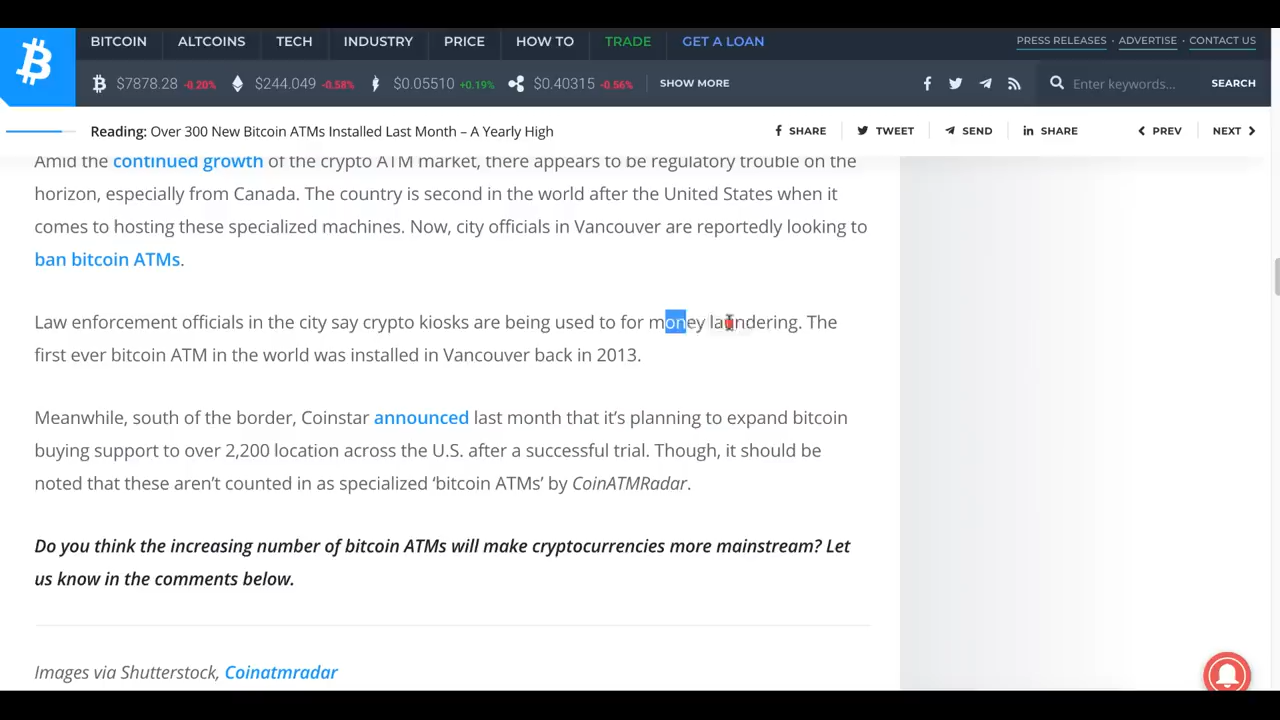 BITCOIN ALTCOINS TECH INDUSTRY PRICE HOW TO TRADE GET A LOAN PRESS RELEASES · ADVERTISE · CONTACT US
$7878.28 -0.20% $244.049 -0.58% $0.05510 +0.19% $0.40315 -0.56% SHOW MORE Enter keywords... SEARCH
Reading: Over 300 New Bitcoin ATMs Installed Last Month – A Yearly High SHARE TWEET SEND SHARE PREV NEXT
Amid the continued growth of the crypto ATM market, there appears to be regulatory trouble on the
horizon, especially from Canada. The country is second in the world after the United States when it
comes to hosting these specialized machines. Now, city officials in Vancouver are reportedly looking to
ban bitcoin ATMs.
Law enforcement officials in the city say crypto kiosks are being used to for money laundering. The
first ever bitcoin ATM in the world was installed in Vancouver back in 2013.
Meanwhile, south of the border, Coinstar announced last month that it’s planning to expand bitcoin
buying support to over 2,200 location across the U.S. after a successful trial. Though, it should be
noted that these aren’t counted in as specialized ‘bitcoin ATMs’ by CoinATMRadar.
Do you think the increasing number of bitcoin ATMs will make cryptocurrencies more mainstream? Let
us know in the comments below.
Images via Shutterstock, Coinatmradar